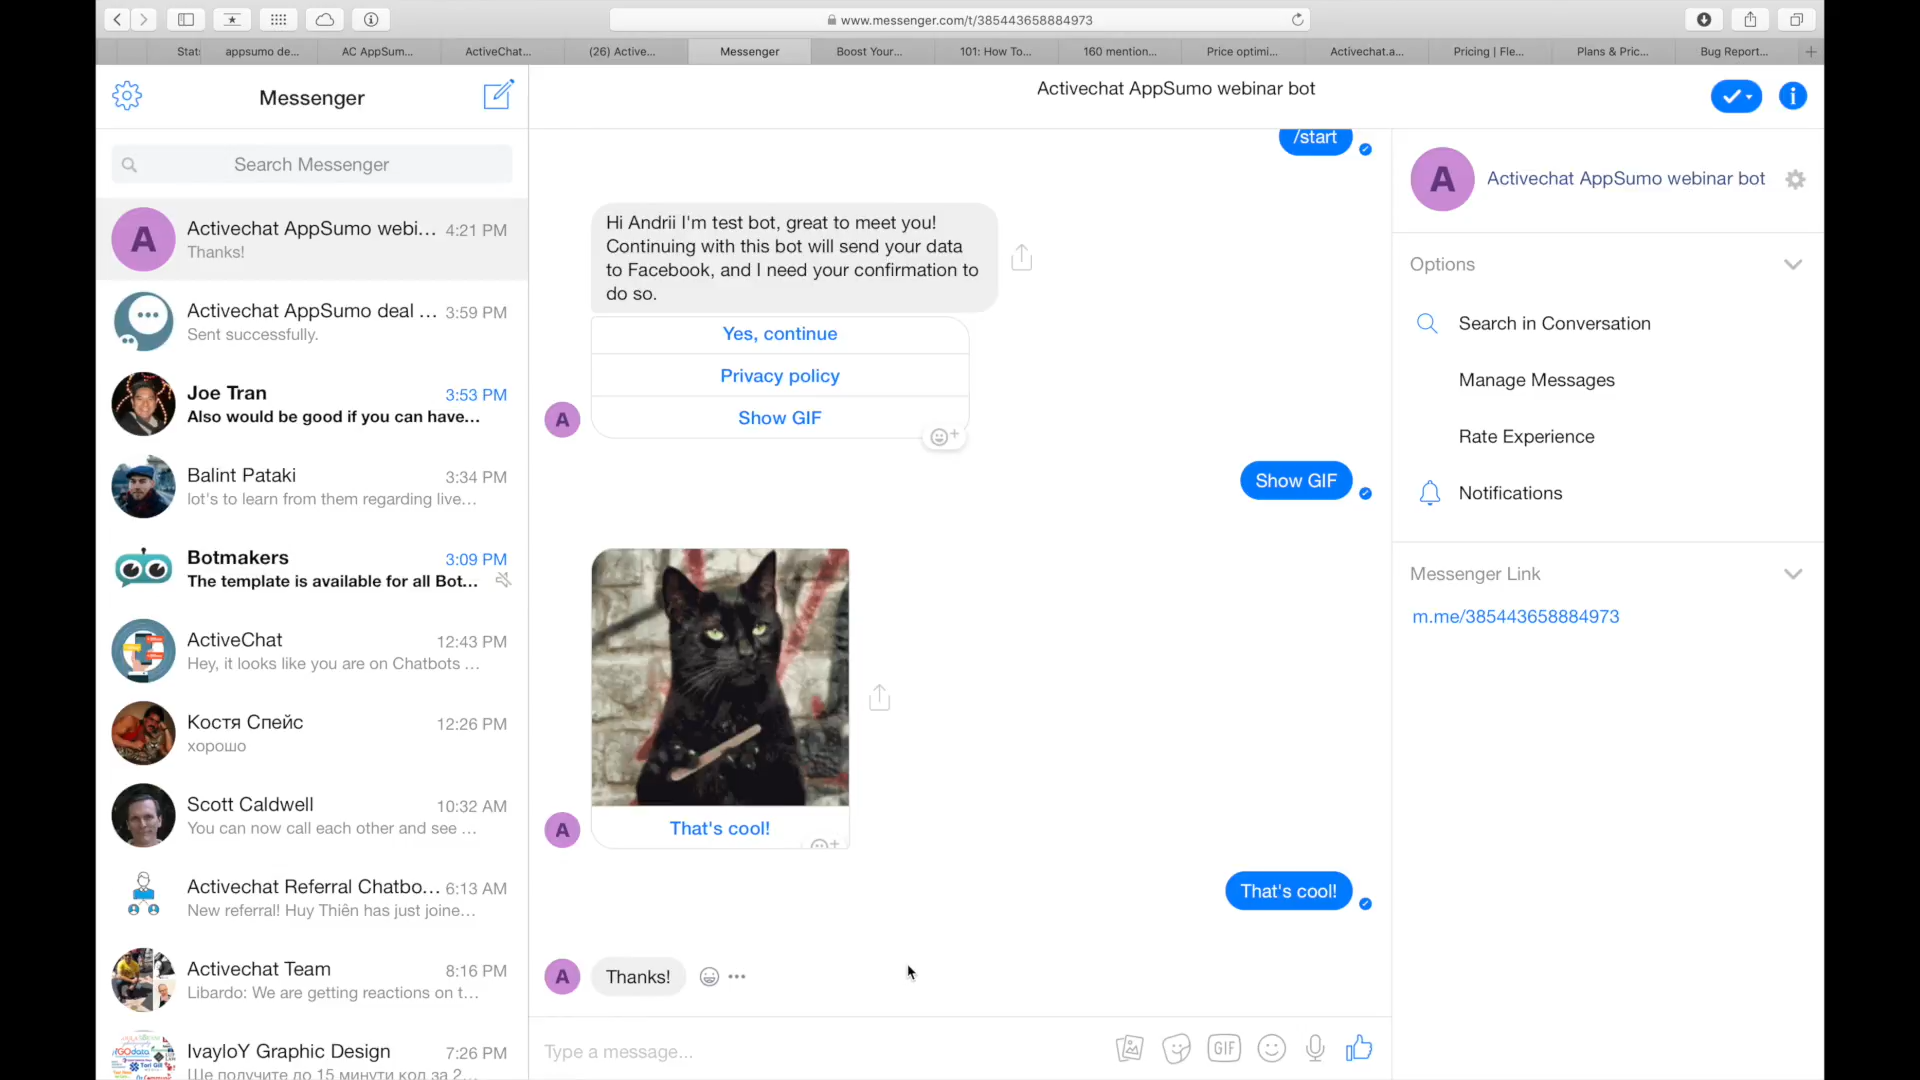 www.messenger.com/t/385443658884973
Stat:
appsumo de...
AC AppSum...
ActiveChat...
(26) Active...
Messenger
Boost Your...
101: How To...
160 mention...
Price optimi...
Activechat.a...
Pricing | Fle...
Plans & Pric...
Bug Report...
Messenger
Search Messenger
Activechat AppSumo webi... 4:21 PM
Thanks!
Activechat AppSumo deal ... 3:59 PM
Sent successfully.
Joe Tran 3:53 PM
Also would be good if you can have...
Balint Pataki 3:34 PM
lot's to learn from them regarding live...
Botmakers 3:09 PM
The template is available for all Bot...
ActiveChat 12:43 PM
Hey, it looks like you are on Chatbots ...
Костя Спейс 12:26 PM
хорошо
Scott Caldwell 10:32 AM
You can now call each other and see ...
Activechat Referral Chatbo... 6:13 AM
New referral! Huy Thiên has just joine...
Activechat Team 8:16 PM
Libardo: We are getting reactions on t...
IvayloY Graphic Design 7:26 PM
Ще получите до 15 минути код за 2...
Activechat AppSumo webinar bot
/start
Hi Andrii I'm test bot, great to meet you!
Continuing with this bot will send your data
to Facebook, and I need your confirmation to
do so.
Yes, continue
Privacy policy
Show GIF
A
Show GIF
That's cool!
A
That's cool!
A
Thanks!
Type a message...
GIF
A
Activechat AppSumo webinar bot
Options
Search in Conversation
Manage Messages
Rate Experience
Notifications
Messenger Link
m.me/385443658884973